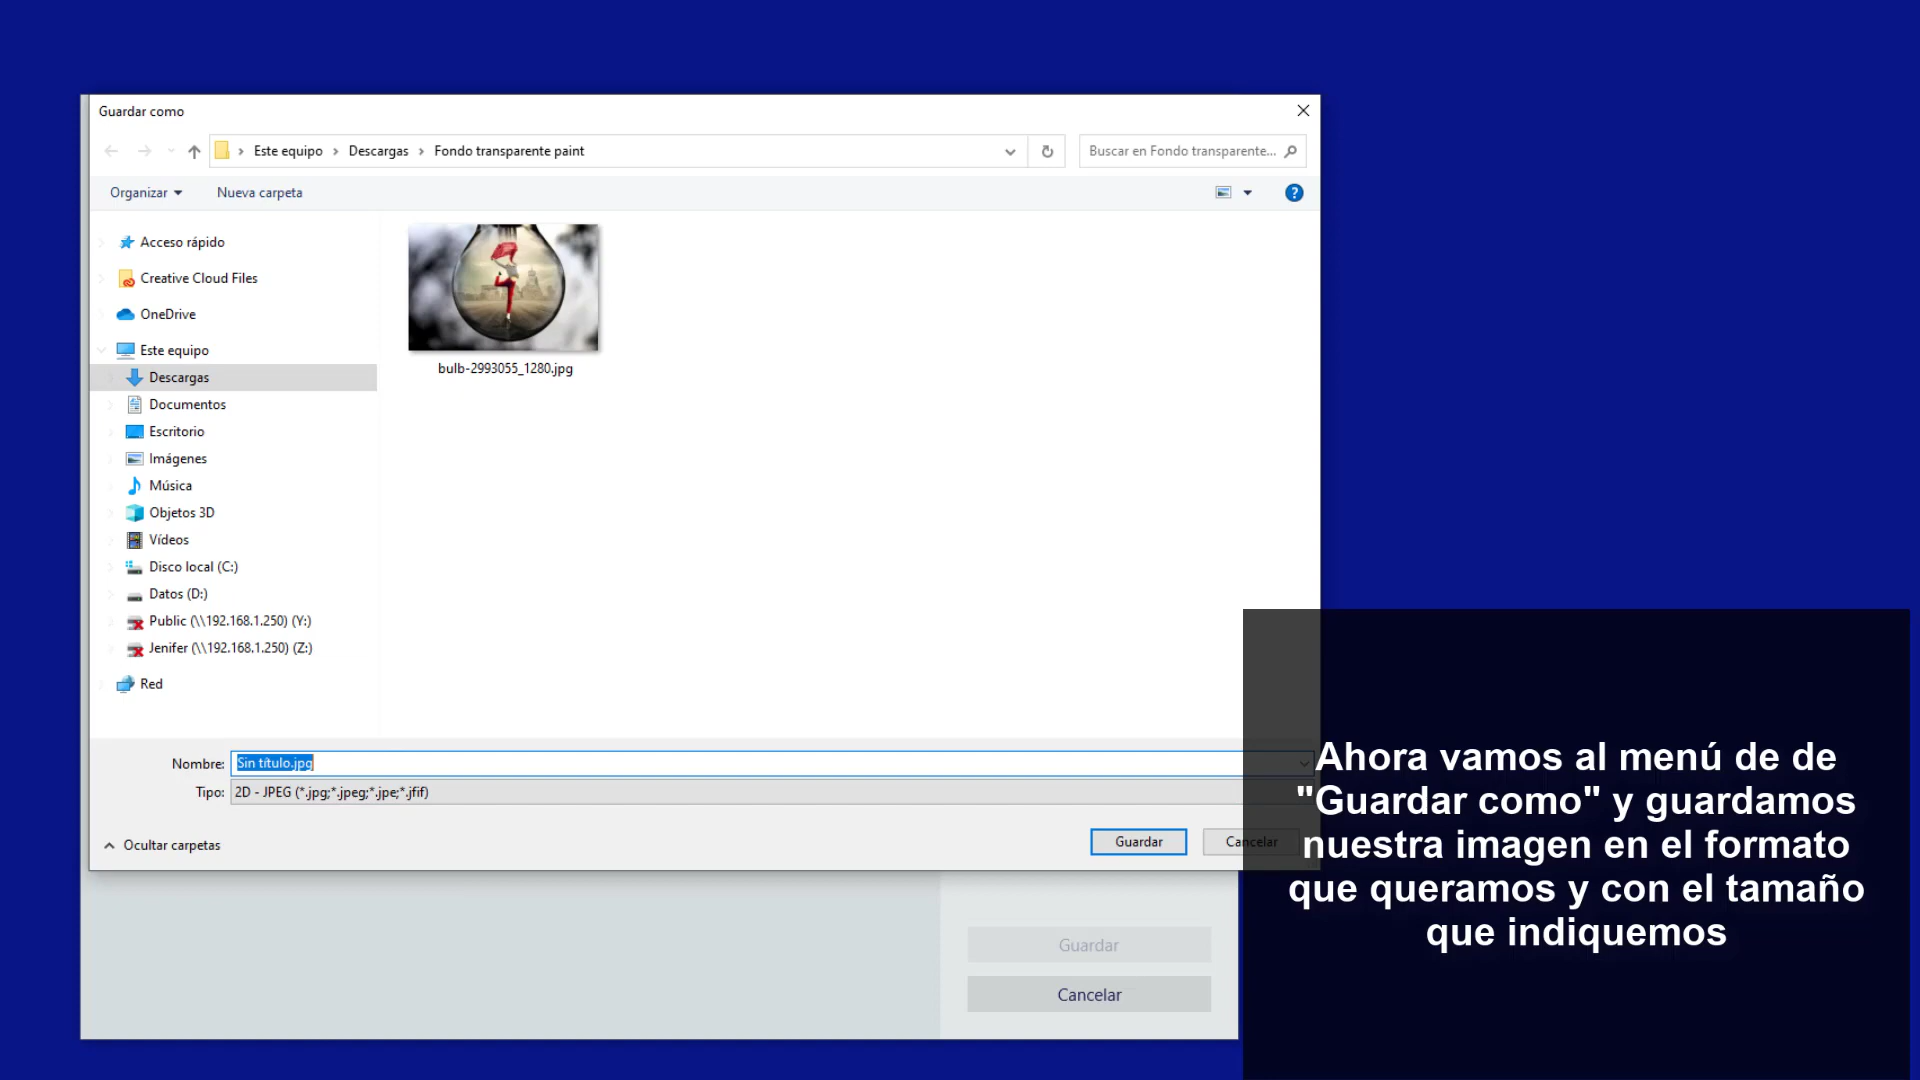 Guardar como
Este equipo > Descargas > Fondo transparente paint
Buscar en Fondo transparente...
Organizar
Nueva carpeta
?
Acceso rápido
Creative Cloud Files
OneDrive
Este equipo
Descargas
Documentos
Escritorio
Imágenes
Música
Objetos 3D
Vídeos
Disco local (C:)
Datos (D:)
Public (\\192.168.1.250) (Y:)
Jenifer (\\192.168.1.250) (Z:)
Red
bulb-2993055_1280.jpg
Nombre: Sin título.jpg
Tipo: 2D - JPEG (*.jpg;*.jpeg;*.jpe;*.jfif)
Ocultar carpetas
Guardar
Cancelar
Guardar
Cancelar
Ahora vamos al menú de de
"Guardar como" y guardamos
nuestra imagen en el formato
que queramos y con el tamaño
que indiquemos